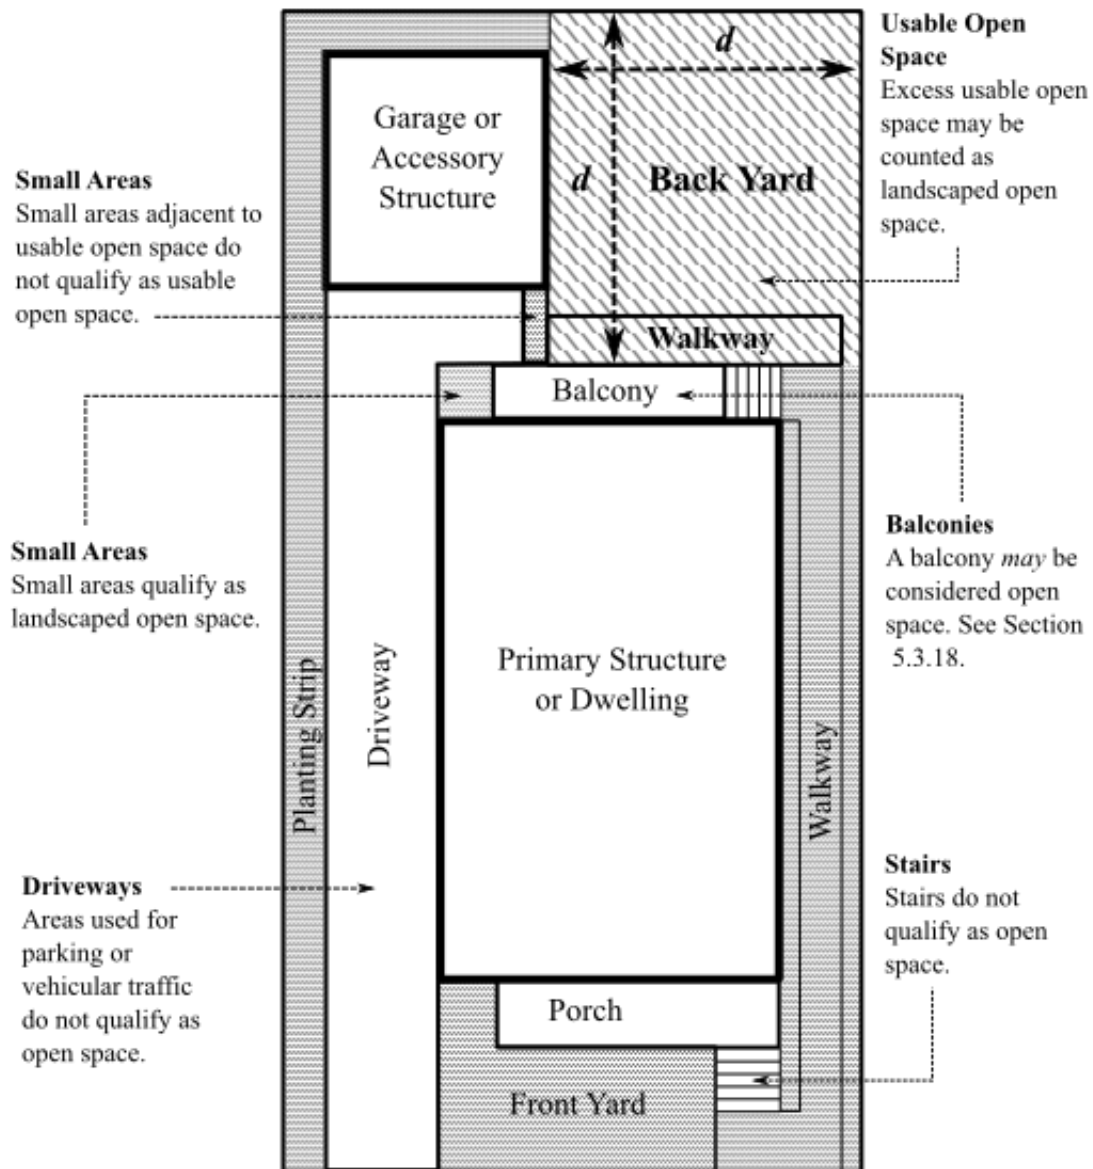 Usable Open
Space
Excess usable open
space may be
counted as
landscaped open
space.
d
d
Back Yard
Garage or
Accessory
Structure
Small Areas
Small areas adjacent to
usable open space do
not qualify as usable
open space.
Walkway
Balcony
Small Areas
Small areas qualify as
landscaped open space.
Balconies
A balcony may be
considered open
space. See Section
5.3.18.
Primary Structure
or Dwelling
Planting Strip
Driveway
Walkway
Driveways
Areas used for
parking or
vehicular traffic
do not qualify as
open space.
Stairs
Stairs do not
qualify as open
space.
Porch
Front Yard